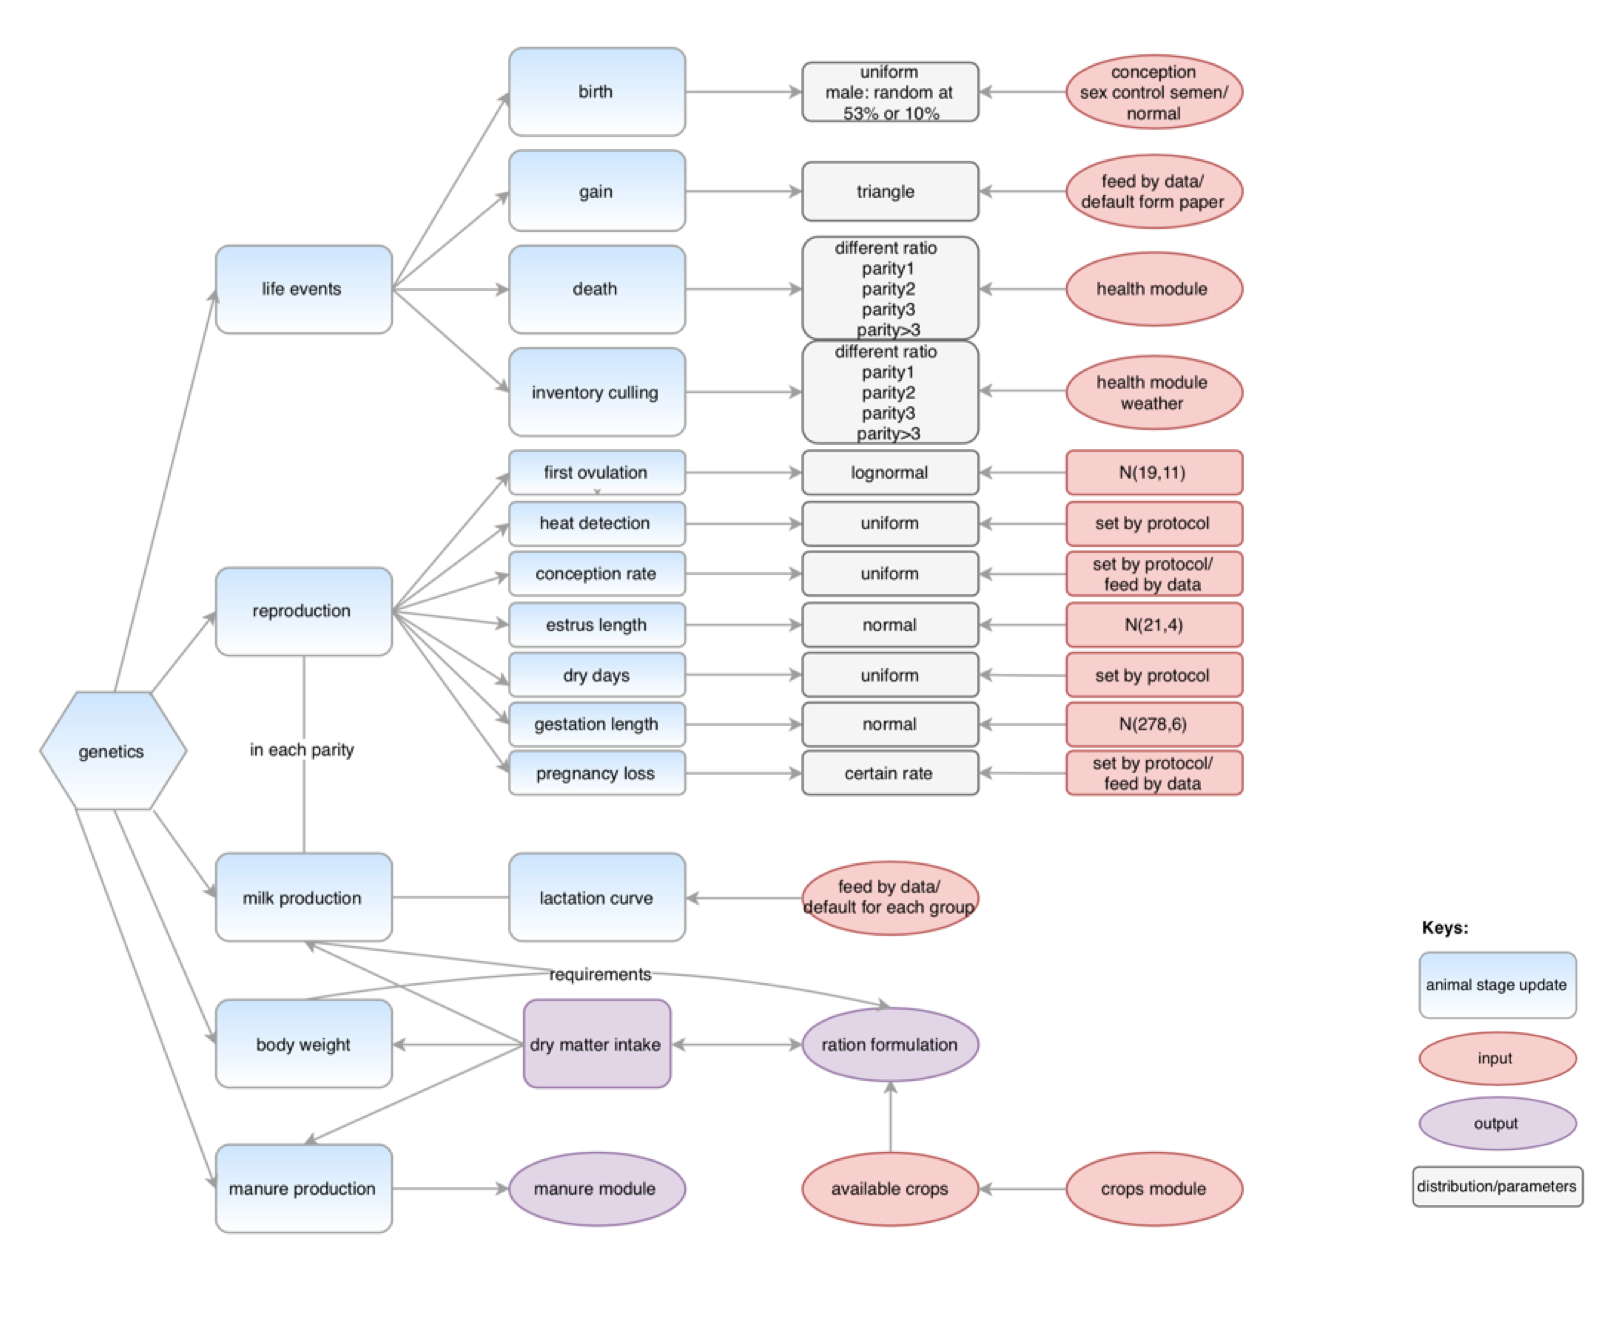 birth
uniform
male: random at
53% or 10%
conception
sex control semen/
normal
gain
triangle
feed by data/
default form paper
life events
death
different ratio
parity1
parity2
parity3
parity>3
health module
inventory culling
different ratio
parity1
parity2
parity3
parity>3
health module
weather
first ovulation
lognormal
N(19,11)
heat detection
uniform
set by protocol
conception rate
uniform
set by protocol/
feed by data
reproduction
estrus length
normal
N(21,4)
dry days
uniform
set by protocol
gestation length
normal
N(278,6)
genetics
in each parity
pregnancy loss
certain rate
set by protocol/
feed by data
milk production
lactation curve
feed by data/
default for each group
requirements
body weight
dry matter intake
ration formulation
manure production
manure module
available crops
crops module
Keys:
animal stage update
input
output
distribution/parameters